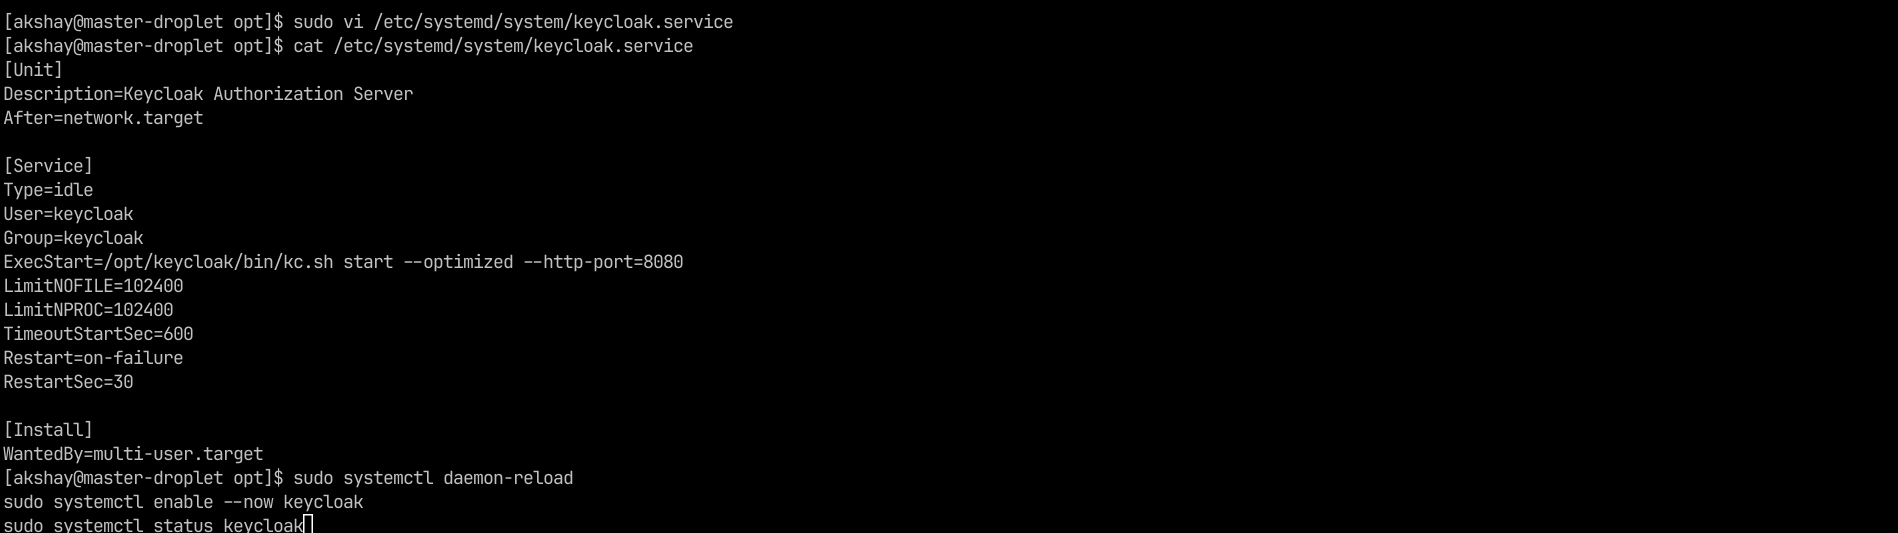 [akshay@master-droplet opt]$ sudo vi /etc/systemd/system/keycloak.service
[akshay@master-droplet opt]$ cat /etc/systemd/system/keycloak.service
[Unit]
Description=Keycloak Authorization Server
After=network.target
[Service]
Type=idle
User=keycloak
Group=keycloak
ExecStart=/opt/keycloak/bin/kc.sh start --optimized --http-port=8080
LimitNOFILE=102400
LimitNPROC=102400
TimeoutStartSec=600
Restart=on-failure
RestartSec=30
[Install]
WantedBy=multi-user.target
[akshay@master-droplet opt]$ sudo systemctl daemon-reload
sudo systemctl enable --now keycloak
sudo systemctl status keycloak